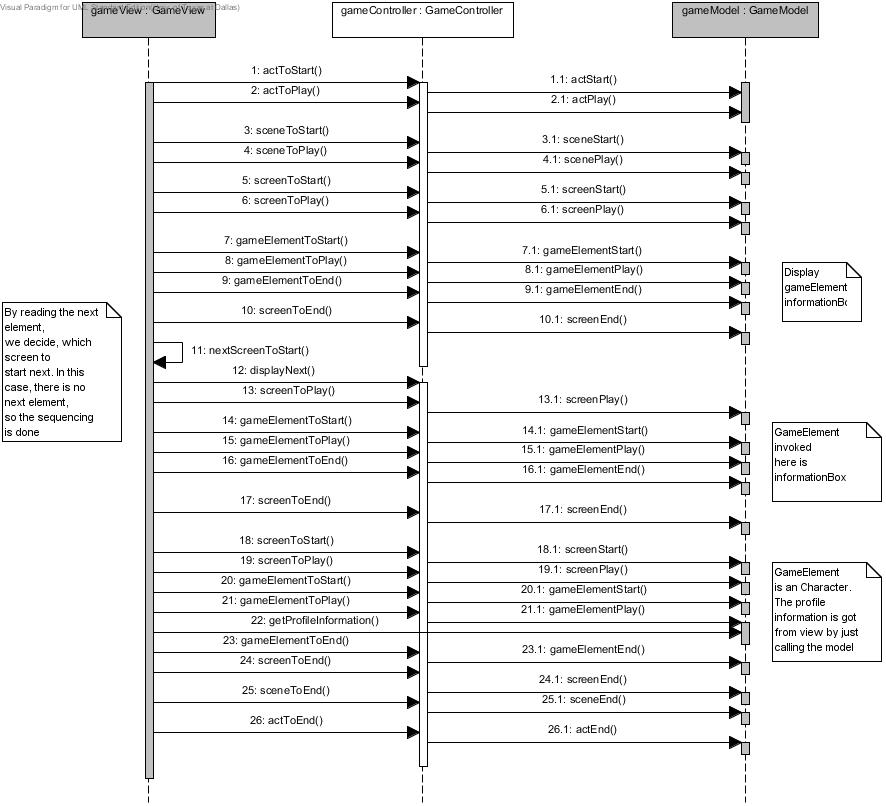 Visual Paradigm for UML Standard Edition( at Dallas)
gameView : GameView
gameController : GameController
gameModel : GameModel
1: actToStart()
1.1: actStart()
2: actToPlay()
2.1: actPlay()
3: sceneToStart()
3.1: sceneStart()
4: sceneToPlay()
4.1: scenePlay()
5: screenToStart()
5.1: screenStart()
6: screenToPlay()
6.1: screenPlay()
7: gameElementToStart()
7.1: gameElementStart()
8: gameElementToPlay()
8.1: gameElementPlay()
9: gameElementToEnd()
9.1: gameElementEnd()
Display
gameElement
informationBo
10: screenToEnd()
10.1: screenEnd()
By reading the next
element,
we decide, which
screen to
start next. In this
case, there is no
next element,
so the sequencing
is done
11: nextScreenToStart()
12: displayNext()
13: screenToPlay()
13.1: screenPlay()
14: gameElementToStart()
14.1: gameElementStart()
15: gameElementToPlay()
15.1: gameElementPlay()
16: gameElementToEnd()
16.1: gameElementEnd()
GameElement
invoked
here is
informationBox
17: screenToEnd()
17.1: screenEnd()
18: screenToStart()
18.1: screenStart()
19: screenToPlay()
19.1: screenPlay()
20: gameElementToStart()
20.1: gameElementStart()
21: gameElementToPlay()
21.1: gameElementPlay()
22: getProfileInformation()
GameElement
is an Character.
The profile
information is got
from view by just
calling the model
23: gameElementToEnd()
23.1: gameElementEnd()
24: screenToEnd()
24.1: screenEnd()
25: sceneToEnd()
25.1: sceneEnd()
26: actToEnd()
26.1: actEnd()